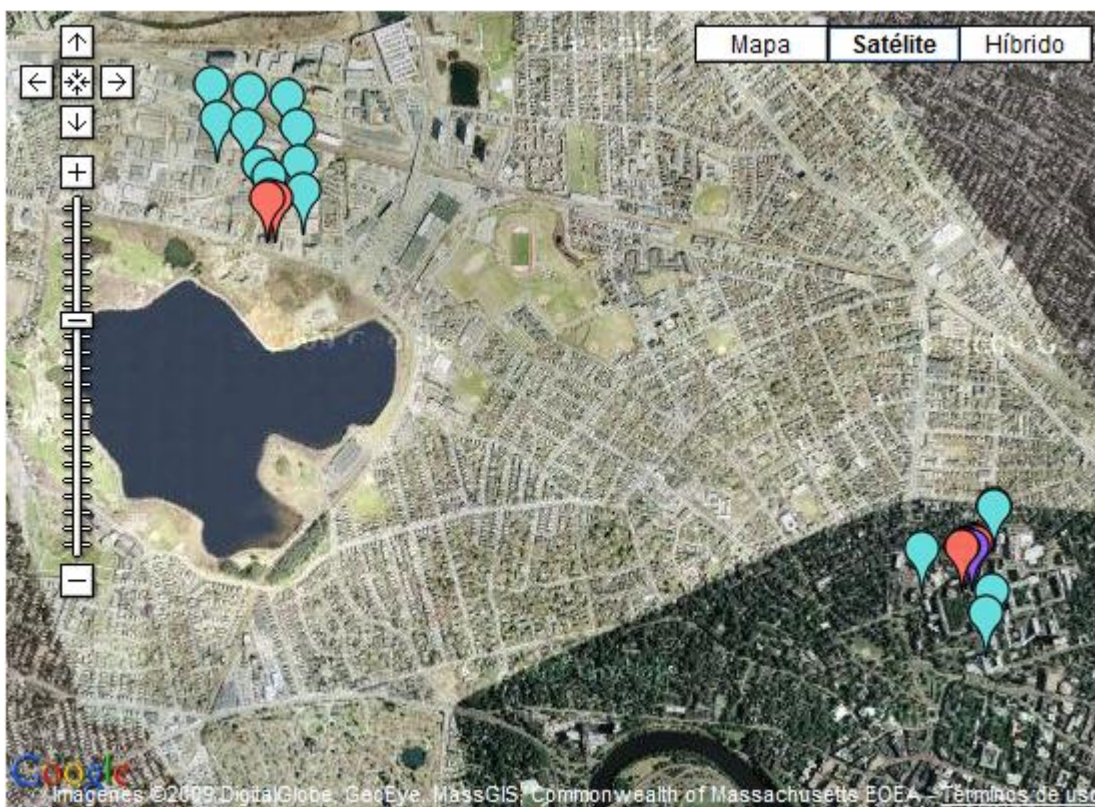 Mapa Satélite Híbrido
Google
Imágenes ©2009 DigitalGlobe, GeoEye, MassGIS, Commonwealth of Massachusetts EOEA - Términos de uso